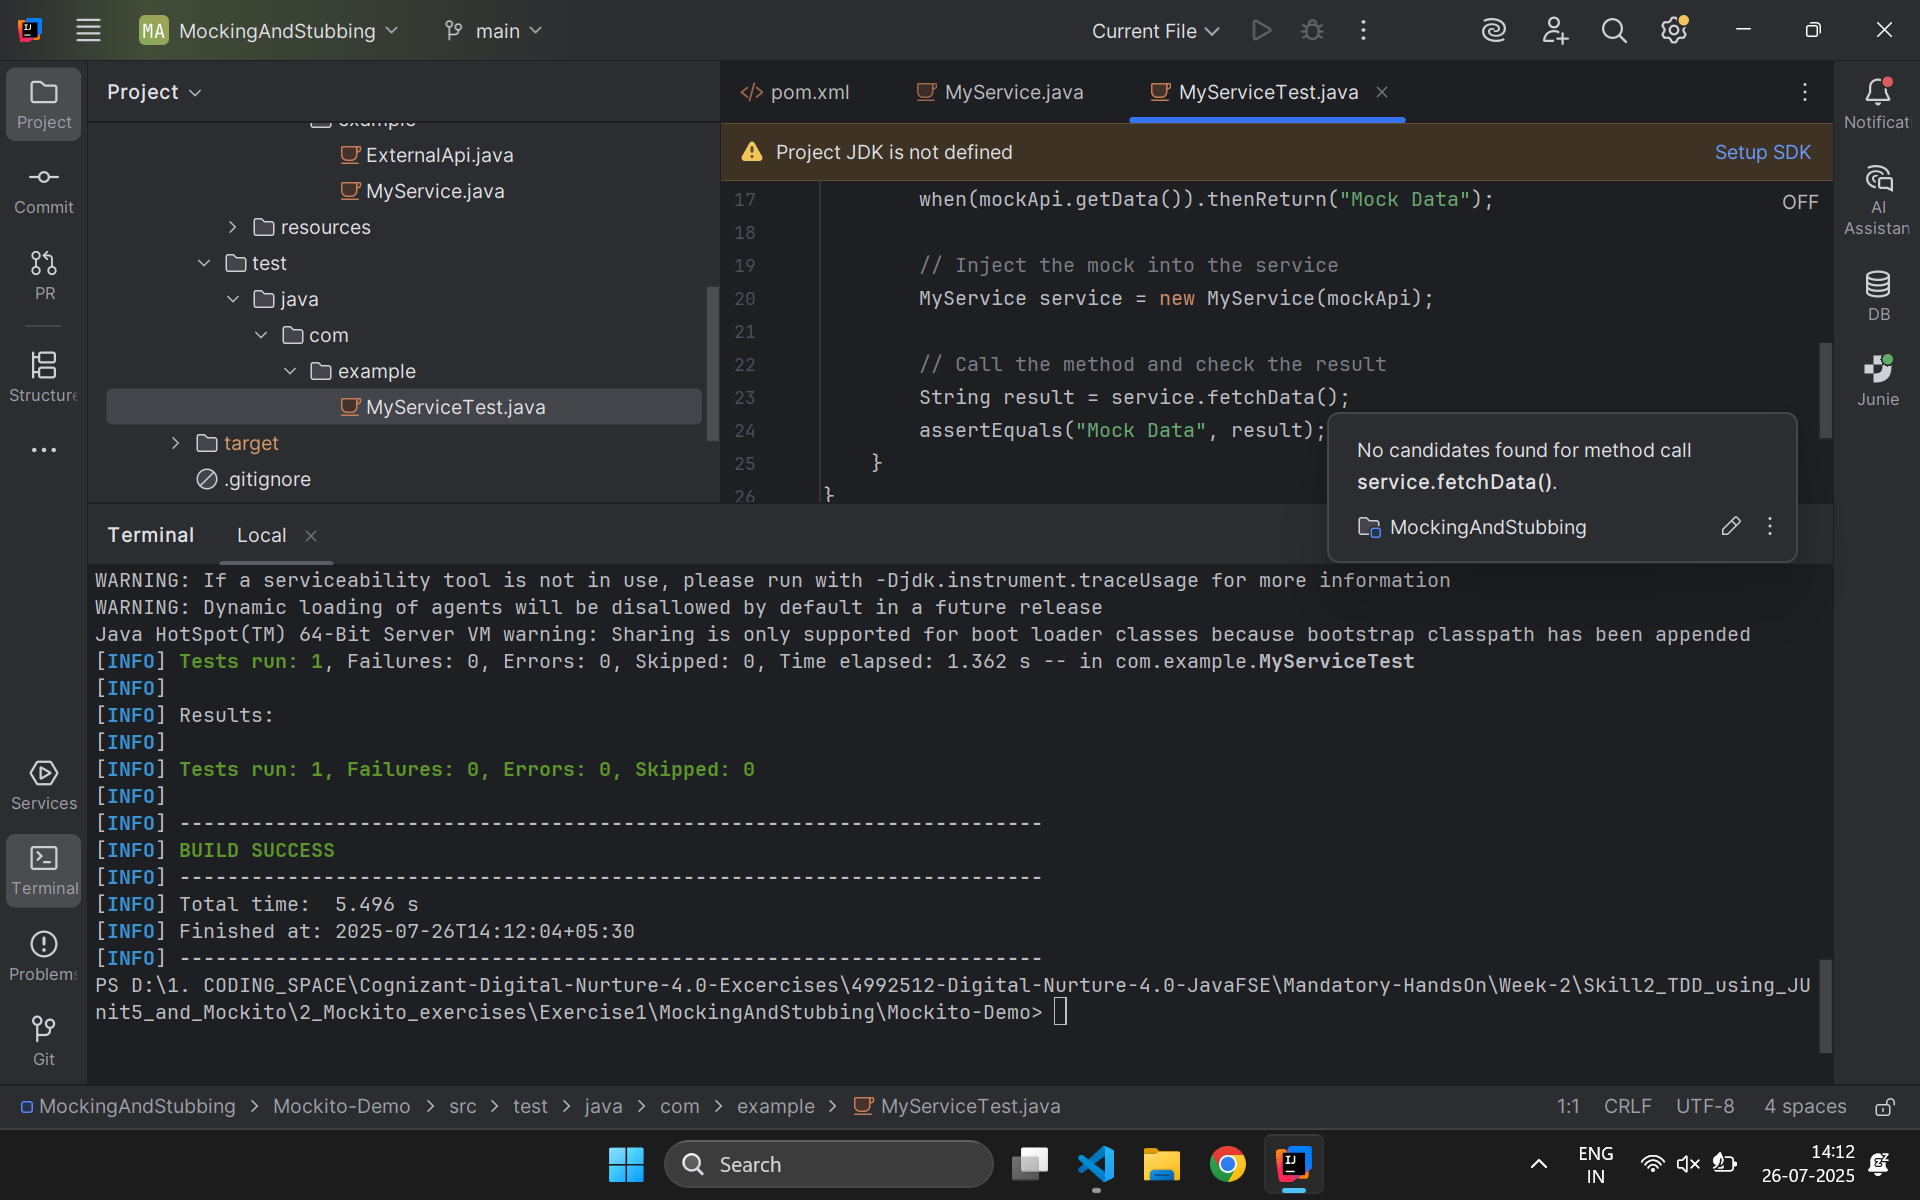 MA MockingAndStubbing main Current File
Project
Commit
PR
Structure
Services
Terminal
Problems
Git
Project
example
ExternalApi.java
MyService.java
resources
test
java
com
example
MyServiceTest.java
target
.gitignore
pom.xml MyService.java MyServiceTest.java
Project JDK is not defined Setup SDK
17 when(mockApi.getData()).thenReturn("Mock Data"); OFF
18
19 // Inject the mock into the service
20 MyService service = new MyService(mockApi);
21
22 // Call the method and check the result
23 String result = service.fetchData();
24 assertEquals("Mock Data", result);
25 }
26 }
No candidates found for method call
service.fetchData().
MockingAndStubbing
Notificat
AI
Assistan
DB
Junie
Terminal Local
WARNING: If a serviceability tool is not in use, please run with -Djdk.instrument.traceUsage for more information
WARNING: Dynamic loading of agents will be disallowed by default in a future release
Java HotSpot(TM) 64-Bit Server VM warning: Sharing is only supported for boot loader classes because bootstrap classpath has been appended
[INFO] Tests run: 1, Failures: 0, Errors: 0, Skipped: 0, Time elapsed: 1.362 s -- in com.example.MyServiceTest
[INFO]
[INFO] Results:
[INFO]
[INFO] Tests run: 1, Failures: 0, Errors: 0, Skipped: 0
[INFO]
[INFO] ------------------------------------------------------------------------
[INFO] BUILD SUCCESS
[INFO] ------------------------------------------------------------------------
[INFO] Total time:  5.496 s
[INFO] Finished at: 2025-07-26T14:12:04+05:30
[INFO] ------------------------------------------------------------------------
PS D:\1. CODING_SPACE\Cognizant-Digital-Nurture-4.0-Excercises\4992512-Digital-Nurture-4.0-JavaFSE\Mandatory-HandsOn\Week-2\Skill2_TDD_using_JU
nit5_and_Mockito\2_Mockito_exercises\Exercise1\MockingAndStubbing\Mockito-Demo>
MockingAndStubbing > Mockito-Demo > src > test > java > com > example > MyServiceTest.java 1:1 CRLF UTF-8 4 spaces
Search
ENG
IN
14:12
26-07-2025